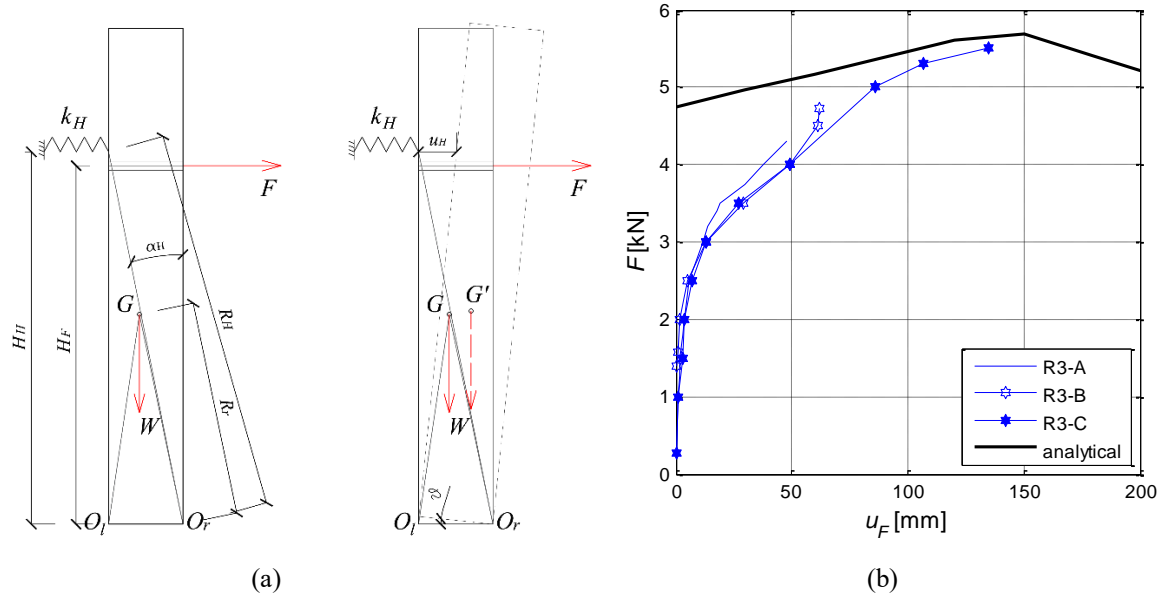 k_H
H_H
H_F
α_H
F
G
R_H
R_r
W
O_l
O_r
k_H
u_H
F
G
G'
W
ϑ
O_l
O_r
(a)
6
5
4
3
2
1
0
F [kN]
R3-A
R3-B
R3-C
analytical
0
50
100
150
200
u_F [mm]
(b)